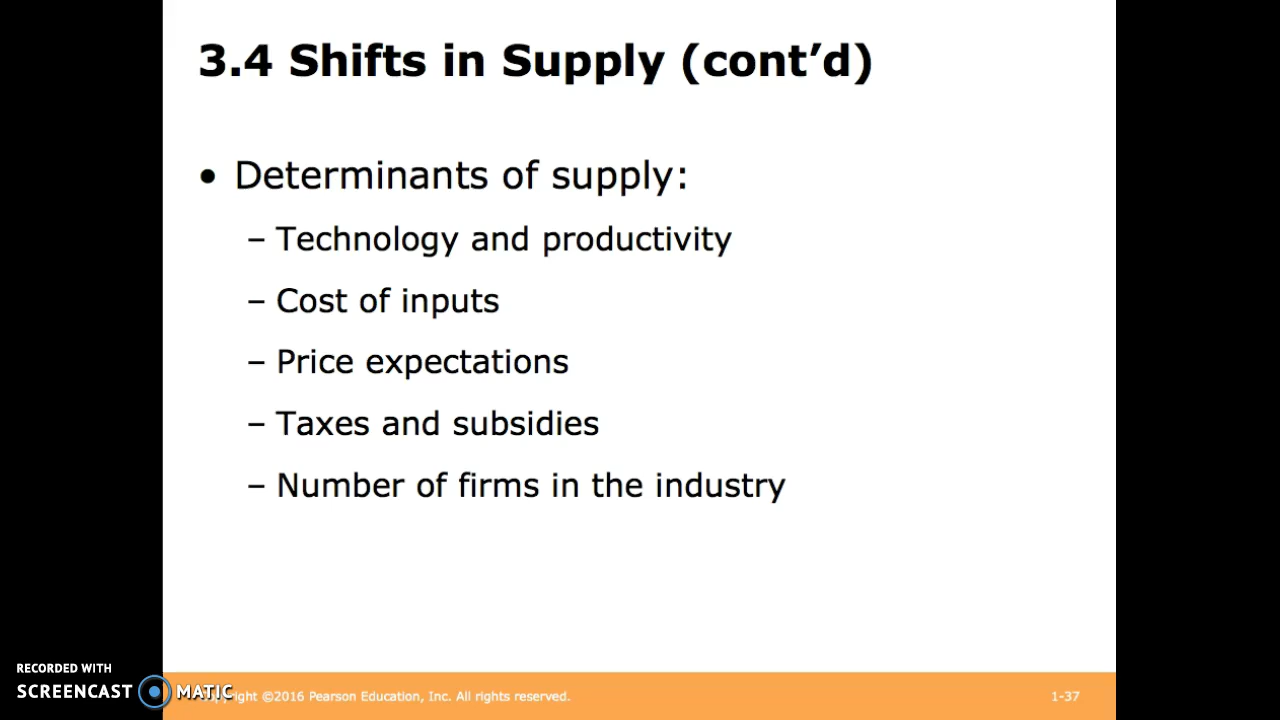 3.4 Shifts in Supply (cont’d)
• Determinants of supply:
– Technology and productivity
– Cost of inputs
– Price expectations
– Taxes and subsidies
– Number of firms in the industry
RECORDED WITH
SCREENCAST MATIC
©2016 Pearson Education, Inc. All rights reserved.
1-37